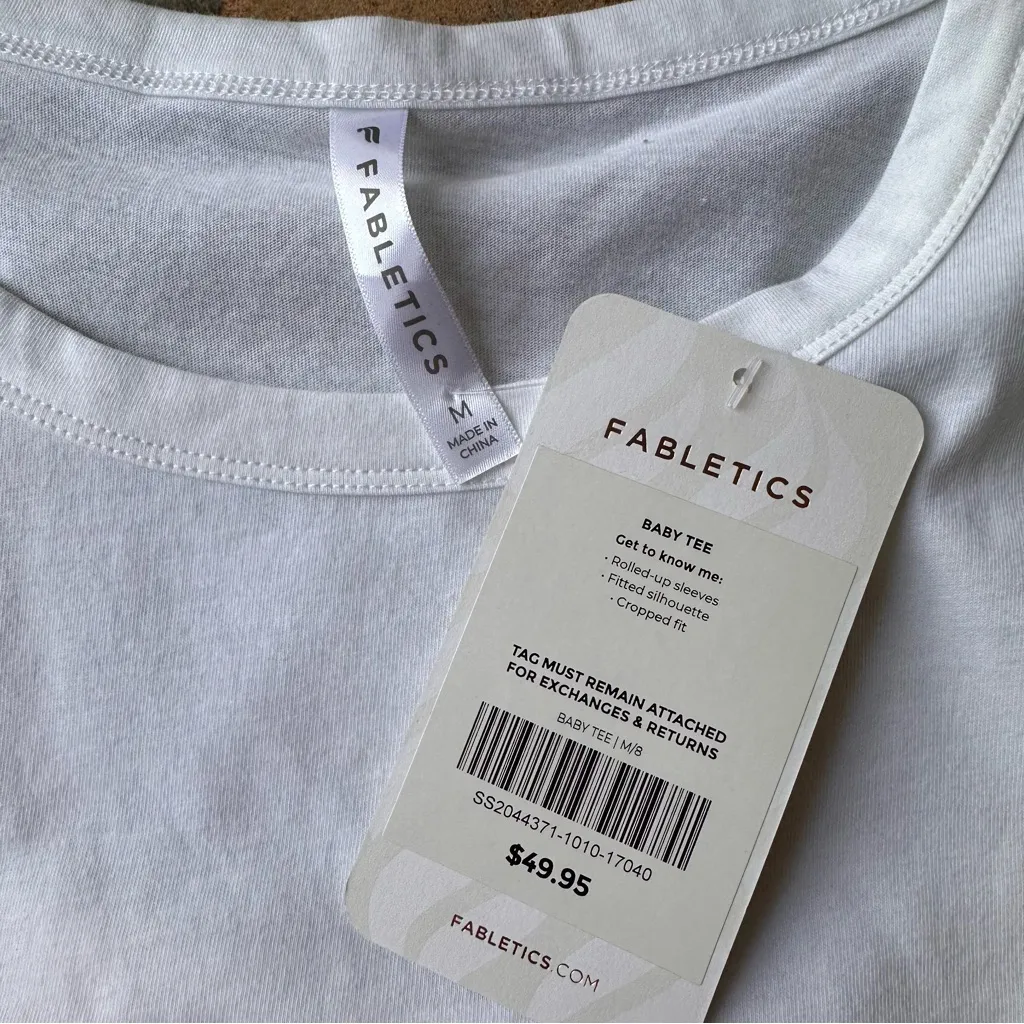 FABLETICS
M
MADE IN
CHINA
FABLETICS
BABY TEE
Get to know me:
· Rolled-up sleeves
· Fitted silhouette
· Cropped fit
TAG MUST REMAIN ATTACHED
FOR EXCHANGES & RETURNS
BABY TEE | M/8
SS2044371-1010-17040
$49.95
FABLETICS.COM